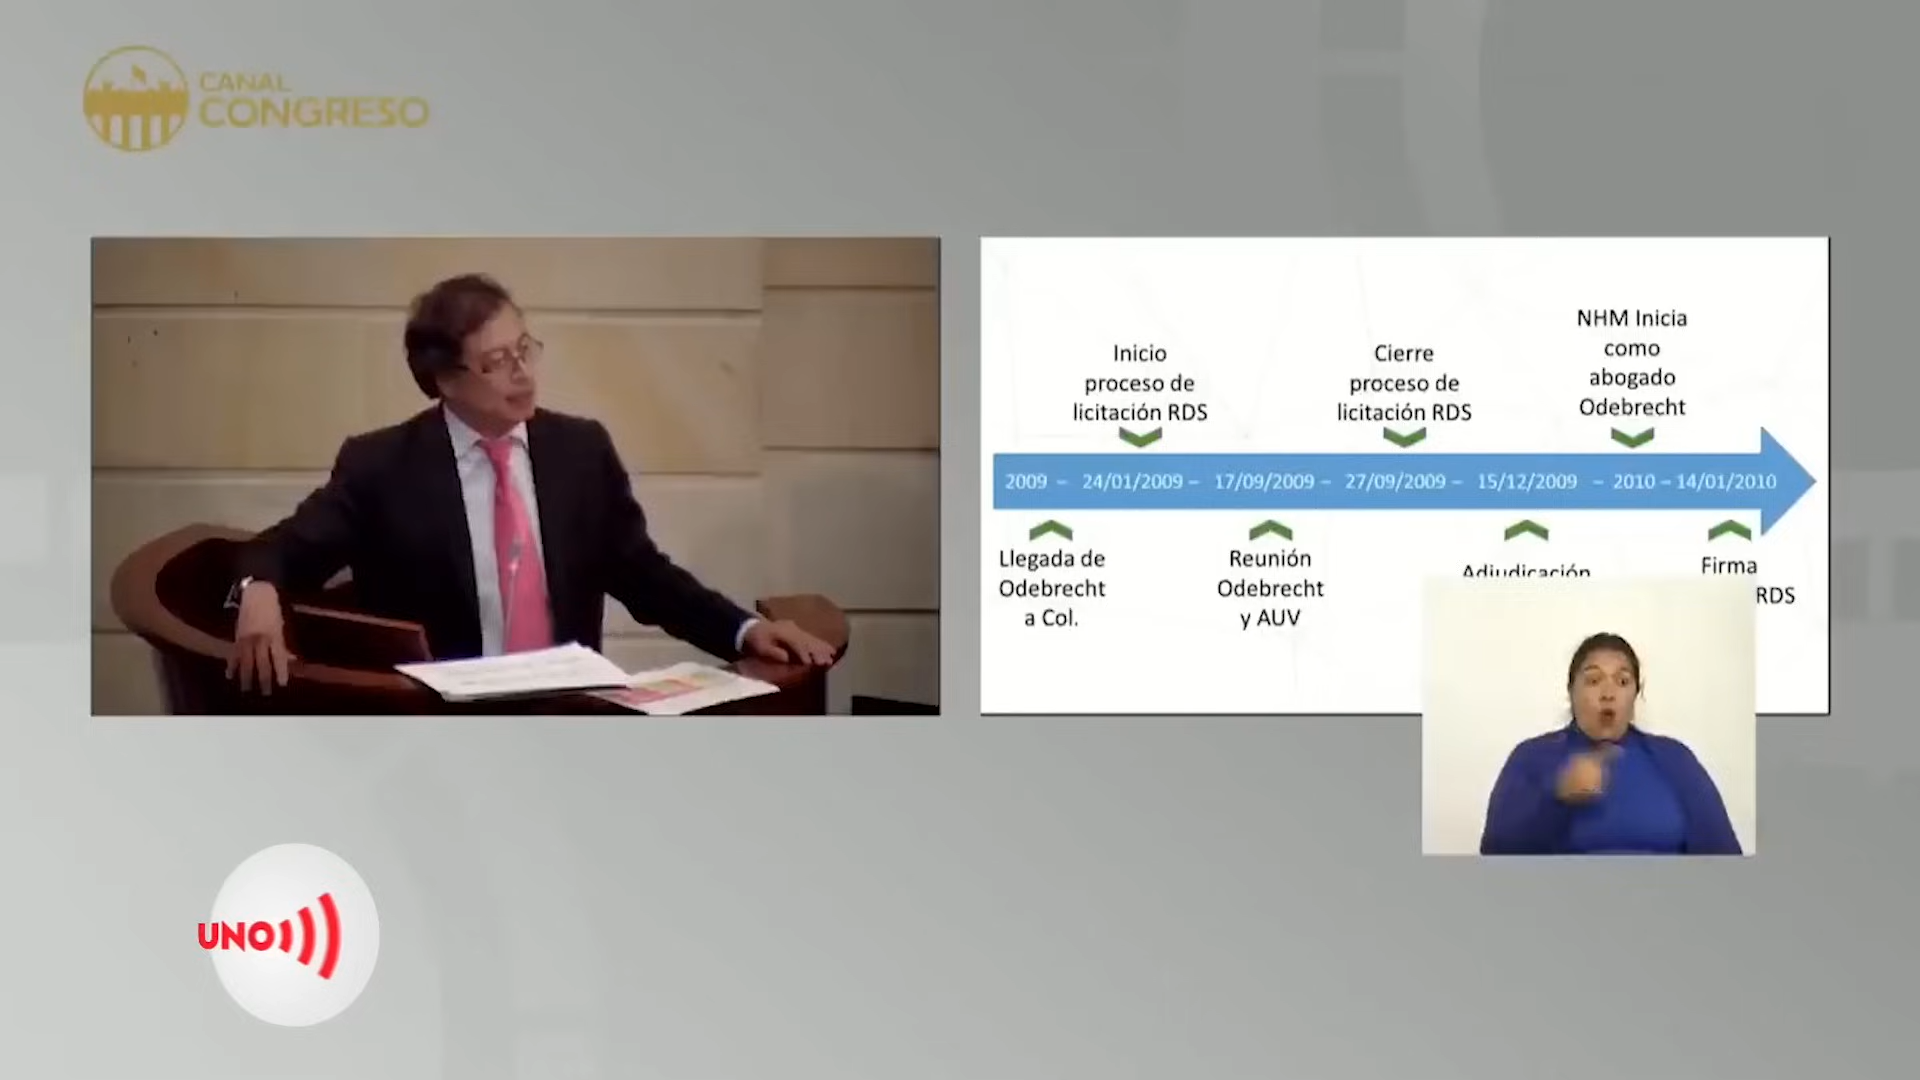 CANAL
CONGRESO
NHM Inicia
como
abogado
Odebrecht
Inicio
proceso de
licitación RDS
Cierre
proceso de
licitación RDS
2009 – 24/01/2009 – 17/09/2009 – 27/09/2009 – 15/12/2009 – 2010 – 14/01/2010
Llegada de
Odebrecht
a Col.
Reunión
Odebrecht
y AUV
Adjudicación
Firma
RDS
UNO